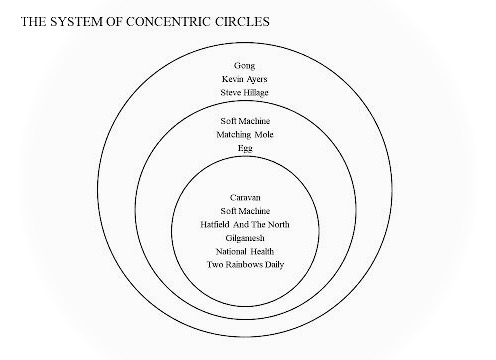 THE SYSTEM OF CONCENTRIC CIRCLES
Gong
Kevin Ayers
Steve Hillage
Soft Machine
Matching Mole
Egg
Caravan
Soft Machine
Hatfield And The North
Gilgamesh
National Health
Two Rainbows Daily